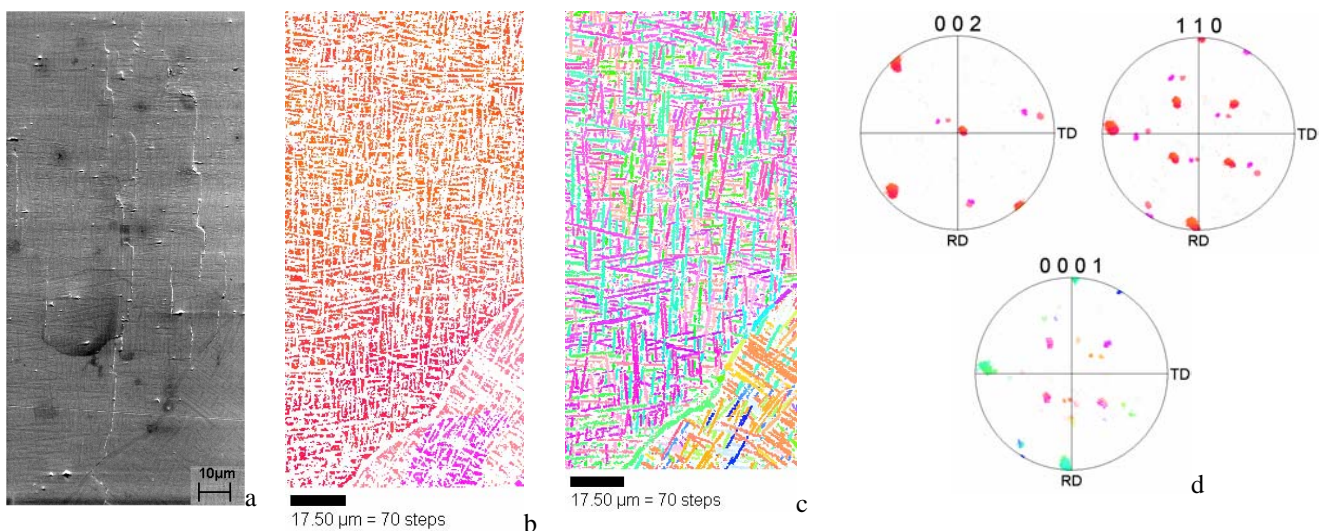 10µm
a
17.50 µm = 70 steps
b
17.50 µm = 70 steps
c
0 0 2
TD
RD
1 1 0
TD
RD
0 0 0 1
TD
RD
d